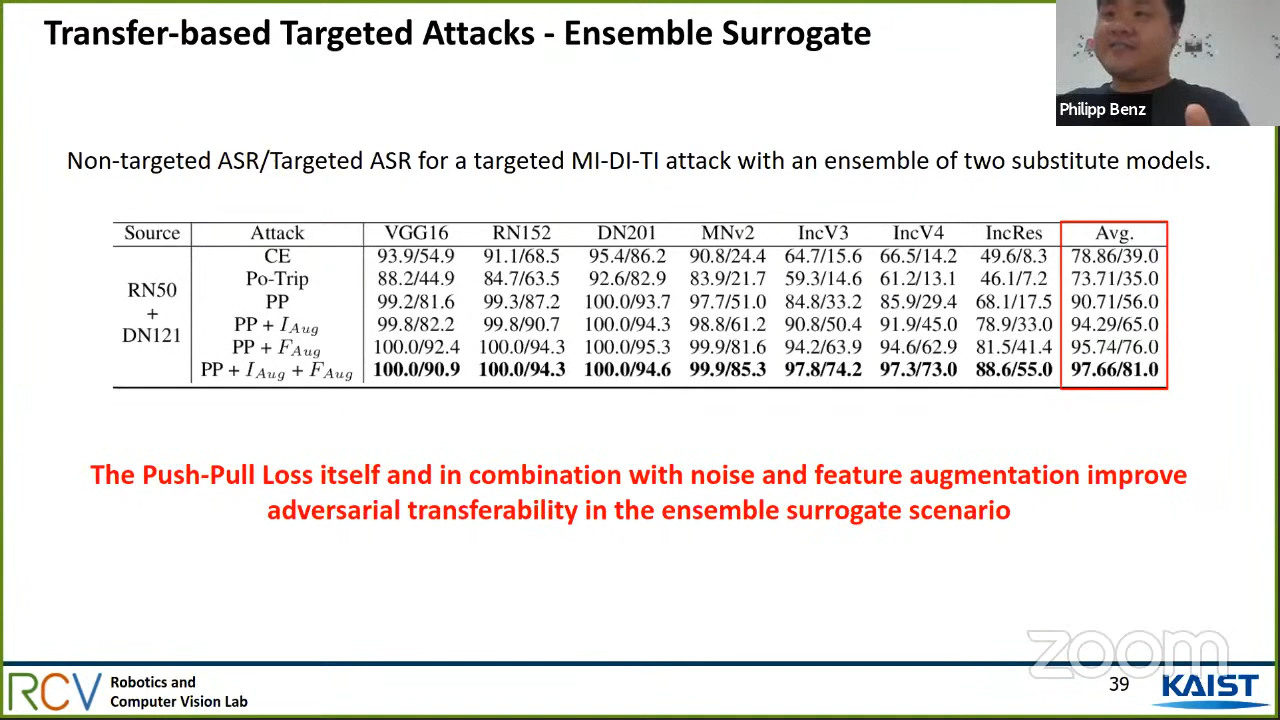 Transfer-based Targeted Attacks - Ensemble Surrogate
Philipp Benz
Non-targeted ASR/Targeted ASR for a targeted MI-DI-TI attack with an ensemble of two substitute models.
Source Attack VGG16 RN152 DN201 MNv2 IncV3 IncV4 IncRes Avg.
RN50 + DN121
CE 93.9/54.9 91.1/68.5 95.4/86.2 90.8/24.4 64.7/15.6 66.5/14.2 49.6/8.3 78.86/39.0
Po-Trip 88.2/44.9 84.7/63.5 92.6/82.9 83.9/21.7 59.3/14.6 61.2/13.1 46.1/7.2 73.71/35.0
PP 99.2/81.6 99.3/87.2 100.0/93.7 97.7/51.0 84.8/33.2 85.9/29.4 68.1/17.5 90.71/56.0
PP + I_Aug 99.8/82.2 99.8/90.7 100.0/94.3 98.8/61.2 90.8/50.4 91.9/45.0 78.9/33.0 94.29/65.0
PP + F_Aug 100.0/92.4 100.0/94.3 100.0/95.3 99.9/81.6 94.2/63.9 94.6/62.9 81.5/41.4 95.74/76.0
PP + I_Aug + F_Aug 100.0/90.9 100.0/94.3 100.0/94.6 99.9/85.3 97.8/74.2 97.3/73.0 88.6/55.0 97.66/81.0
The Push-Pull Loss itself and in combination with noise and feature augmentation improve
adversarial transferability in the ensemble surrogate scenario
zoom
RCV Robotics and
Computer Vision Lab
39
KAIST